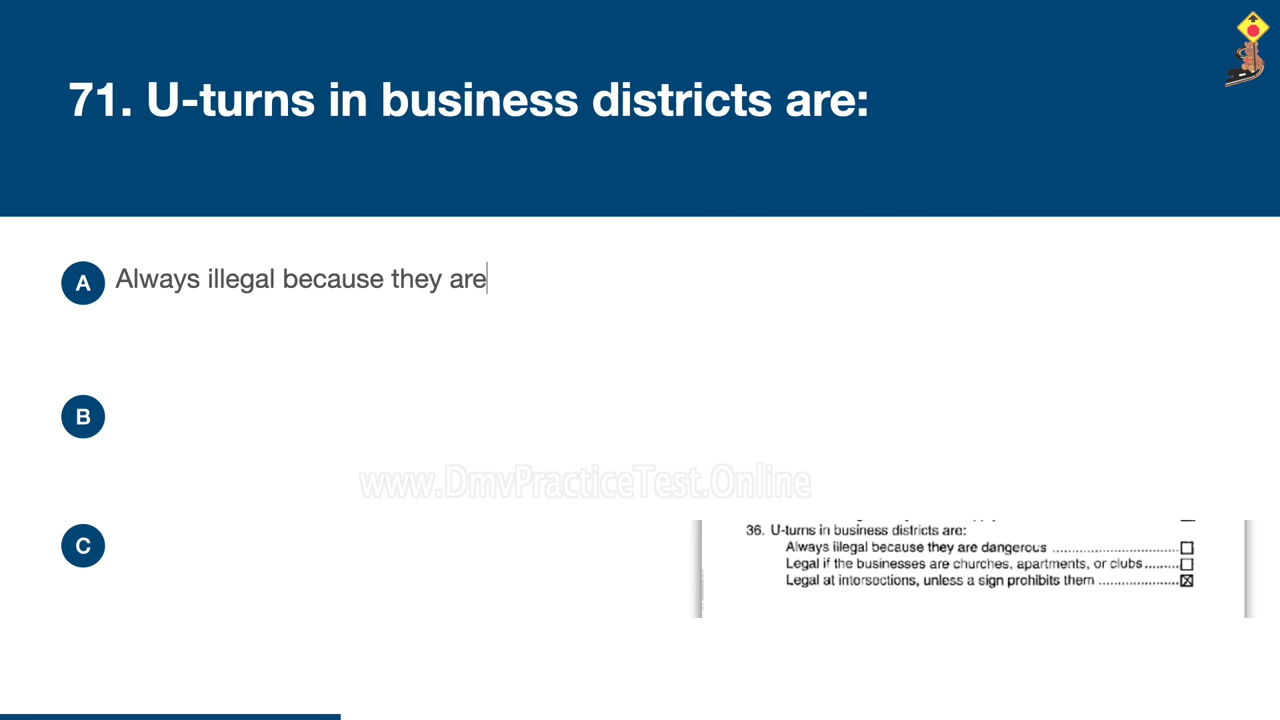 71. U-turns in business districts are:
A Always illegal because they are
B
www.DmvPracticeTest.Online
C
36. U-turns in business districts are:
Always illegal because they are dangerous ..............................
Legal if the businesses are churches, apartments, or clubs.........
Legal at intersections, unless a sign prohibits them .....................